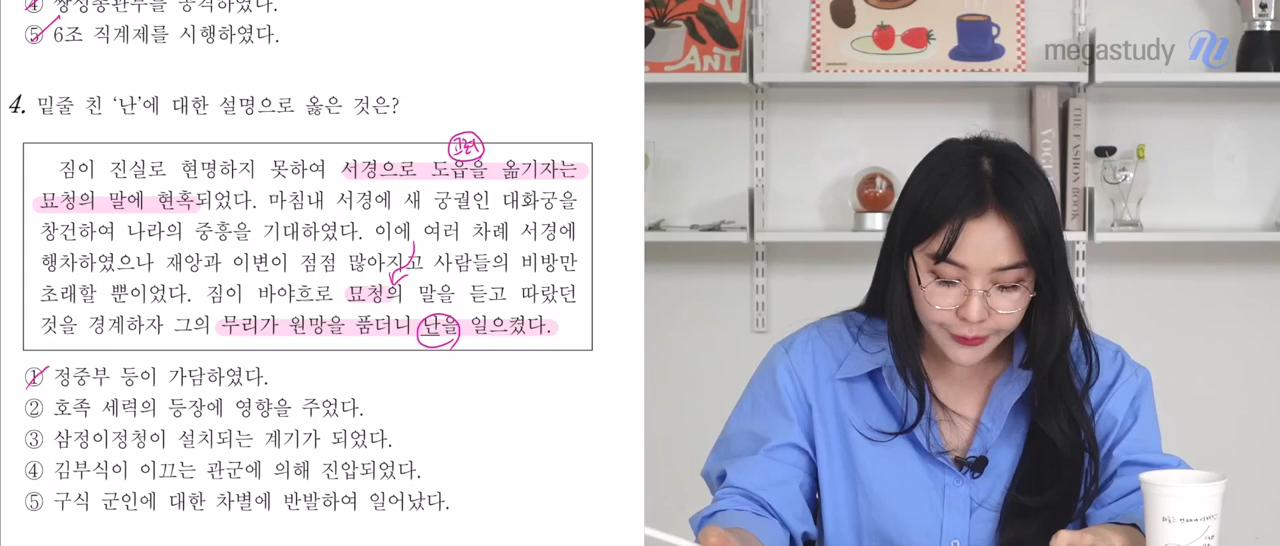 ④ 쌍성총관부를 공격하였다.
⑤ 6조 직계제를 시행하였다.
4. 밑줄 친 ‘난’에 대한 설명으로 옳은 것은?
고려
짐이 진실로 현명하지 못하여 서경으로 도읍을 옮기자는
묘청의 말에 현혹되었다. 마침내 서경에 새 궁궐인 대화궁을
창건하여 나라의 중흥을 기대하였다. 이에 여러 차례 서경에
행차하였으나 재앙과 이변이 점점 많아지고 사람들의 비방만
초래할 뿐이었다. 짐이 바야흐로 묘청의 말을 듣고 따랐던
것을 경계하자 그의 무리가 원망을 품더니 난을 일으켰다.
① 정중부 등이 가담하였다.
② 호족 세력의 등장에 영향을 주었다.
③ 삼정이정청이 설치되는 계기가 되었다.
④ 김부식이 이끄는 관군에 의해 진압되었다.
⑤ 구식 군인에 대한 차별에 반발하여 일어났다.
ANT
megastudy
VOGUE
THE FASHION BOOK